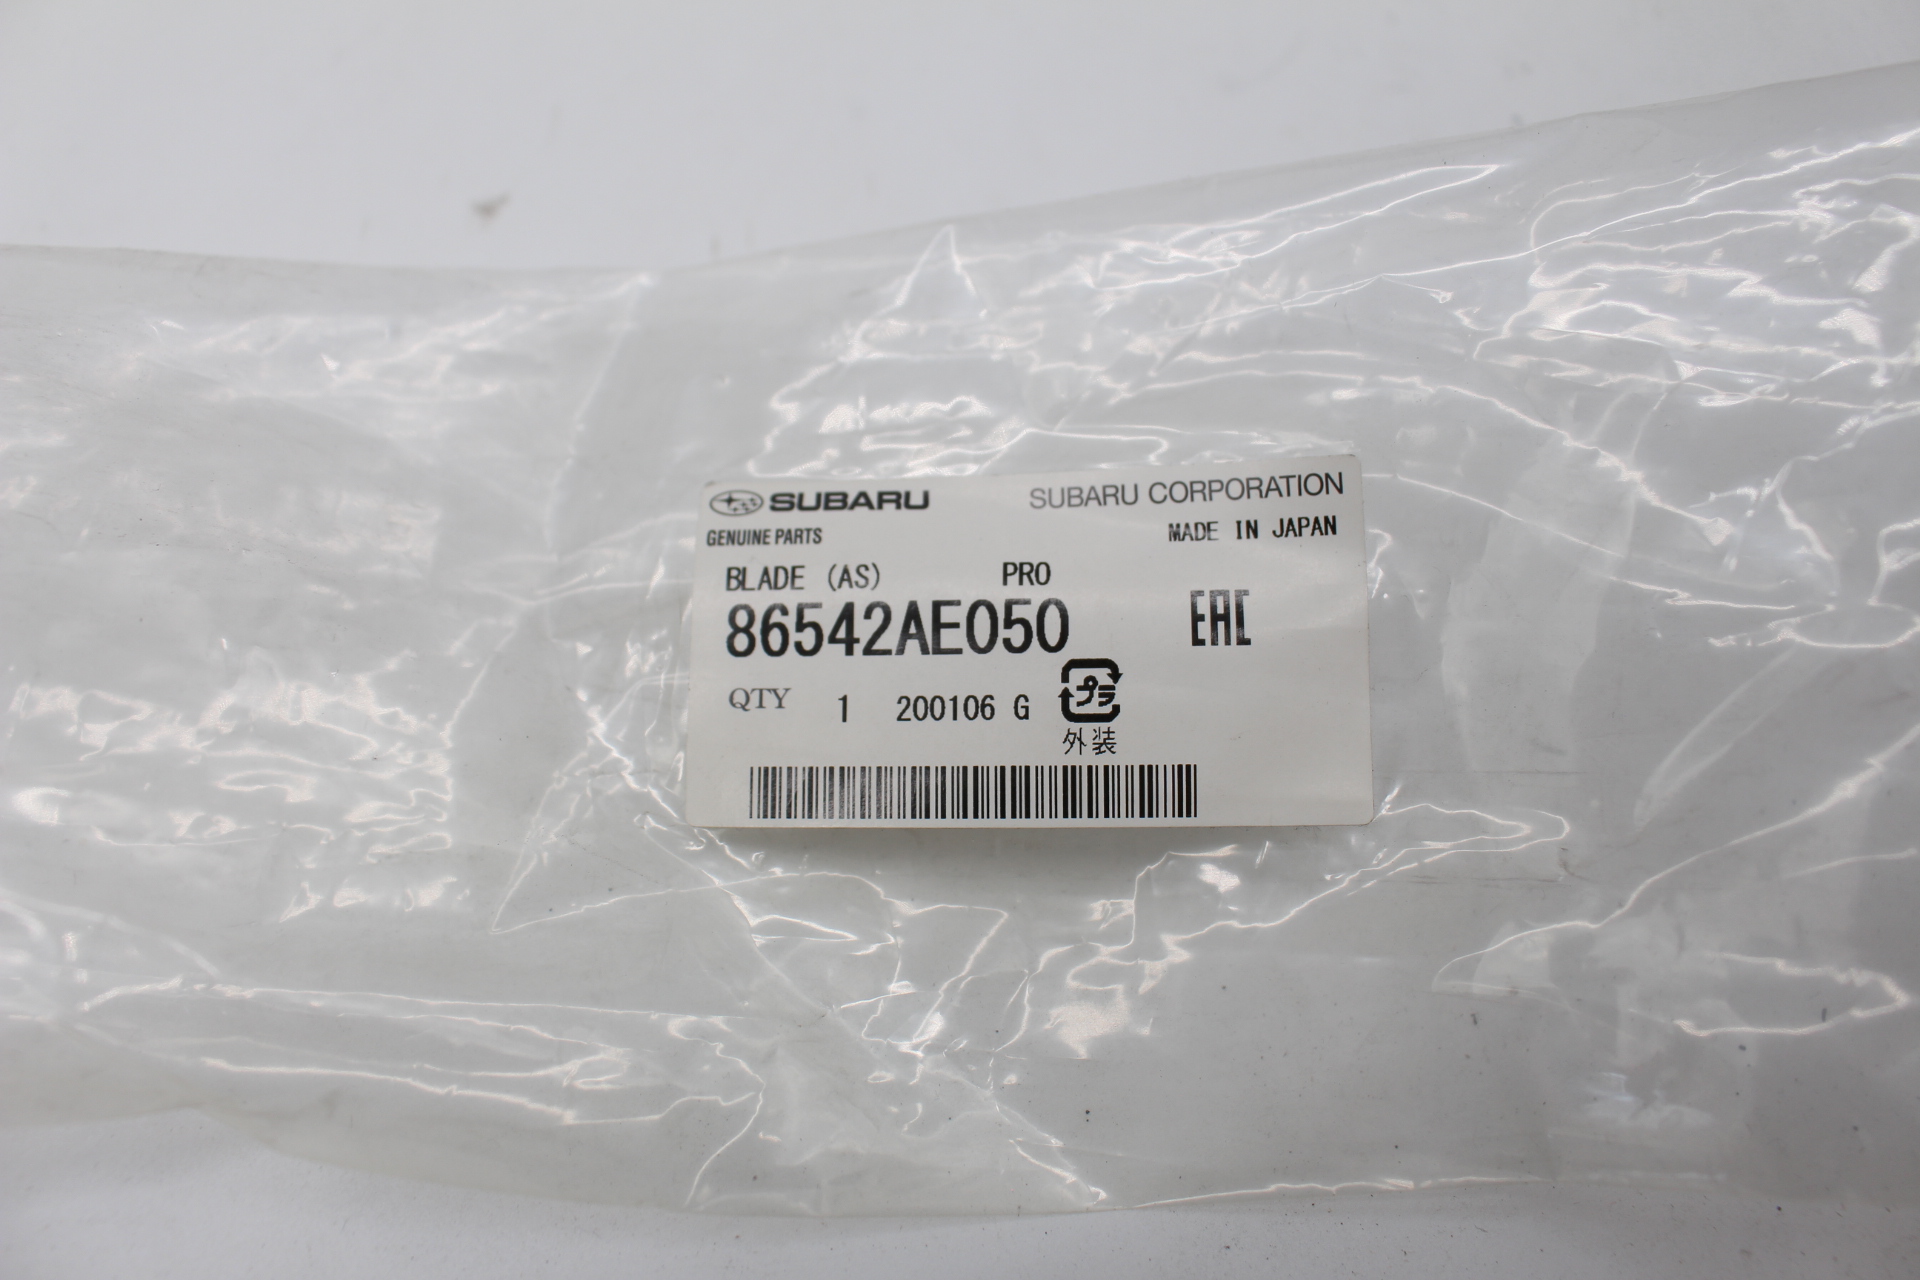 SUBARU SUBARU CORPORATION
GENUINE PARTS MADE IN JAPAN
BLADE (AS) PRO
86542AE050 EAC
QTY 1 200106 G プラ
外装